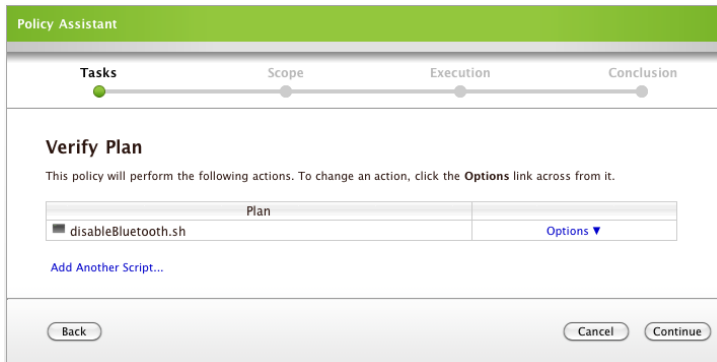 Policy Assistant
Tasks Scope Execution Conclusion
Verify Plan
This policy will perform the following actions. To change an action, click the Options link across from it.
Plan
disableBluetooth.sh Options ▼
Add Another Script...
Back Cancel Continue